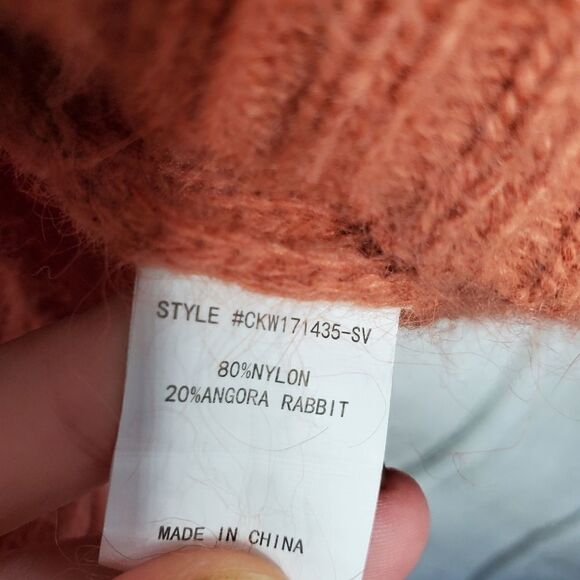 STYLE #CKW171435-SV
80%NYLON
20%ANGORA RABBIT
MADE IN CHINA